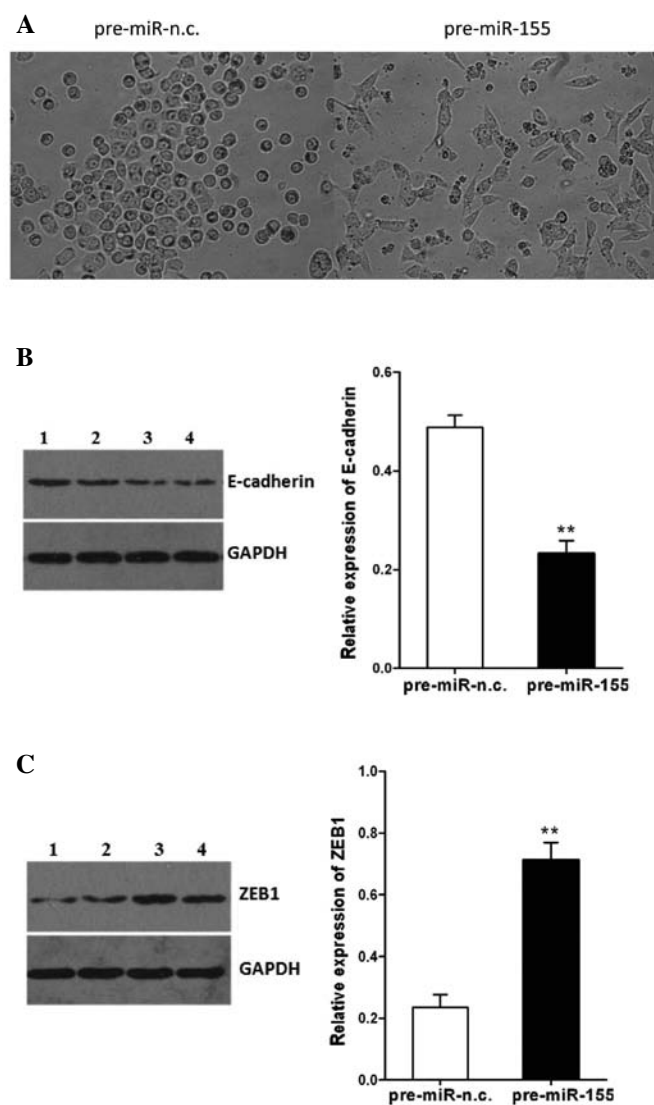 A
pre-miR-n.c. pre-miR-155
B
1 2 3 4
E-cadherin
GAPDH
Relative expression of E-cadherin
0.6
0.4
0.2
0.0
**
pre-miR-n.c. pre-miR-155
C
1 2 3 4
ZEB1
GAPDH
Relative expression of ZEB1
1.0
0.8
0.6
0.4
0.2
0.0
**
pre-miR-n.c. pre-miR-155